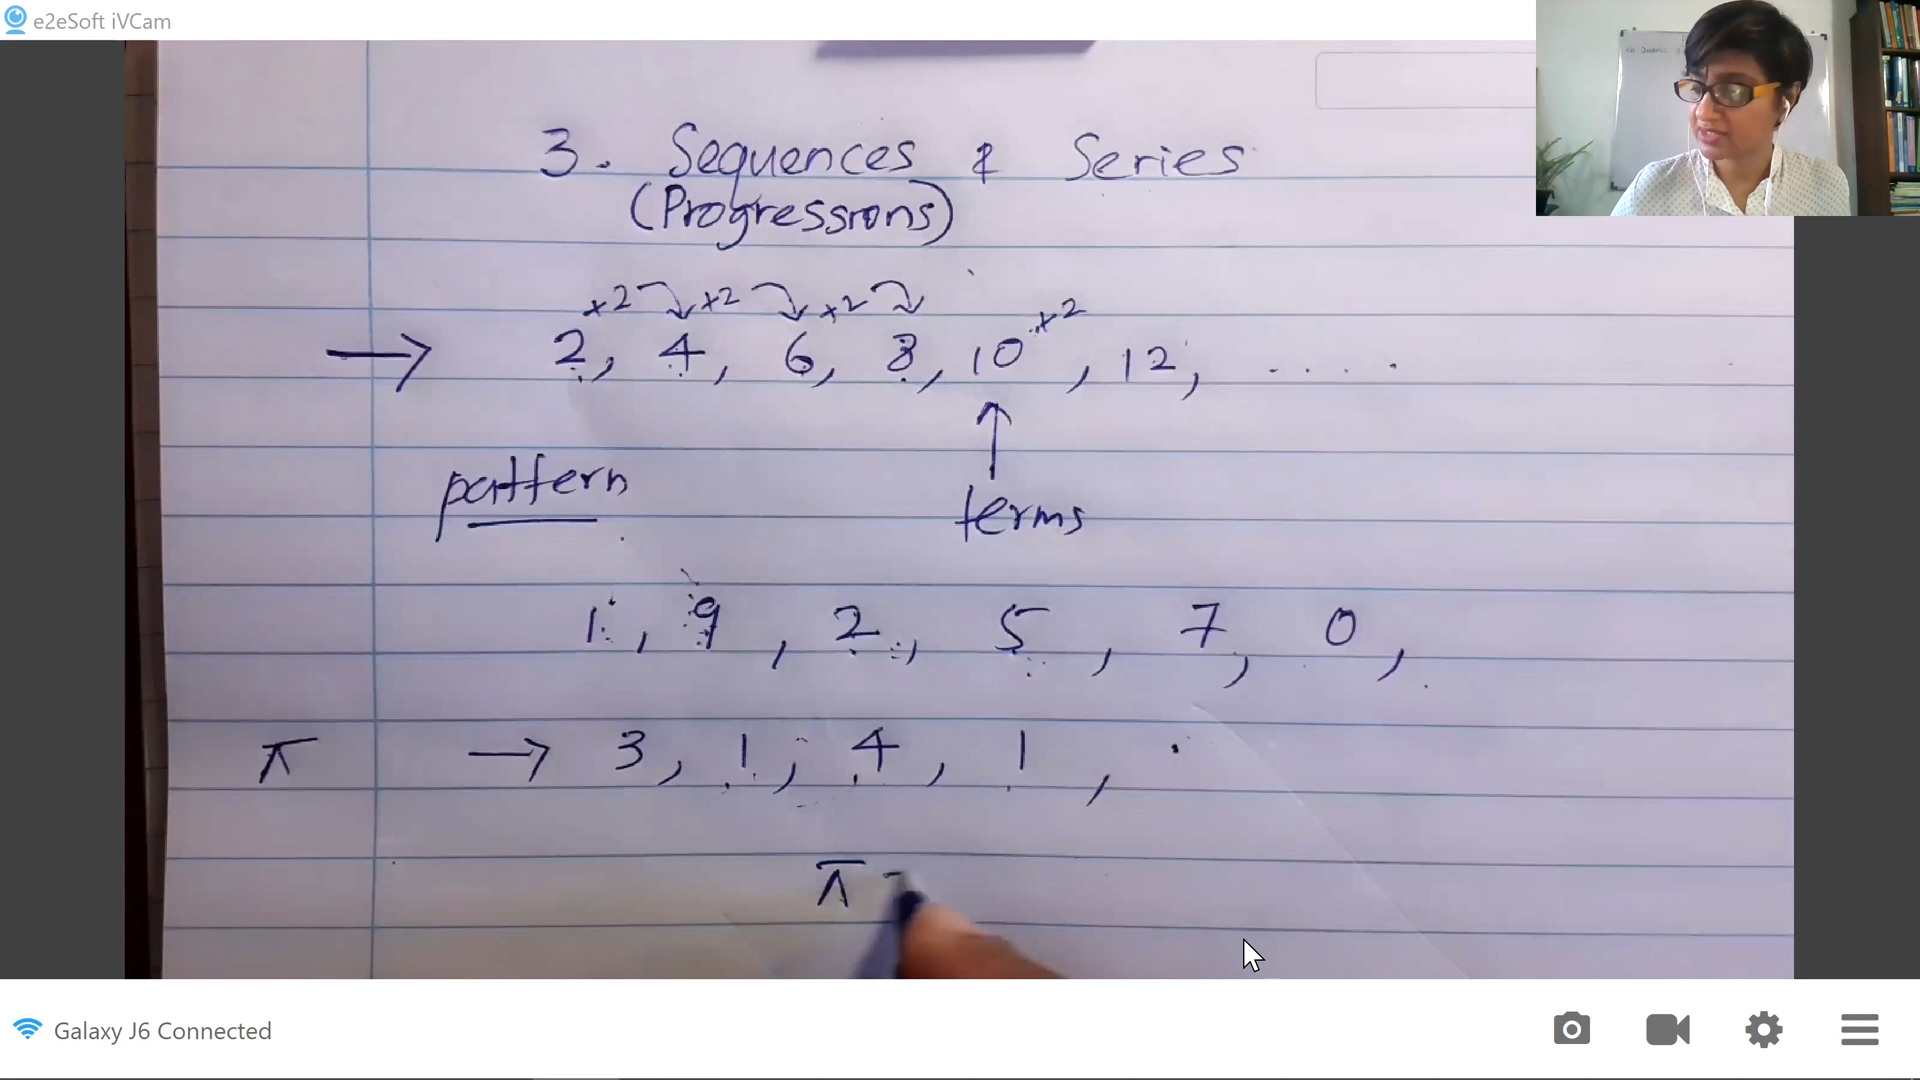 e2eSoft iVCam
3. Sequences & Series
(Progressions)
+2 +2 +2 +2
→ 2, 4, 6, 8, 10, 12, ....
↑
pattern terms
1, 9, 2, 5, 7, 0,
π → 3, 1, 4, 1,
π
Galaxy J6 Connected